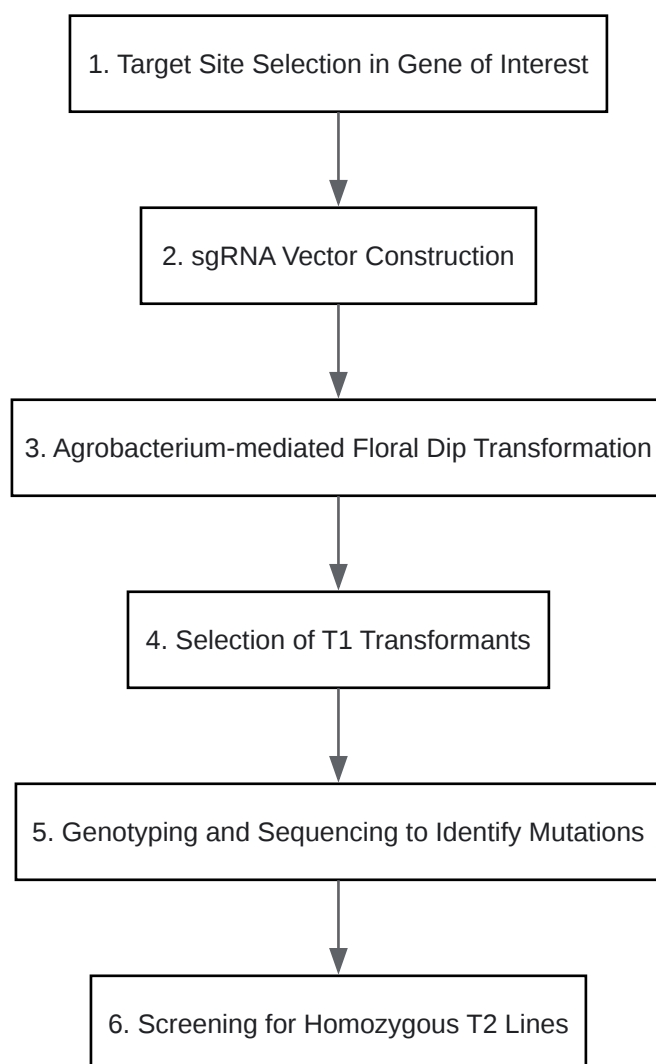 1. Target Site Selection in Gene of Interest
2. sgRNA Vector Construction
3. Agrobacterium-mediated Floral Dip Transformation
4. Selection of T1 Transformants
5. Genotyping and Sequencing to Identify Mutations
6. Screening for Homozygous T2 Lines